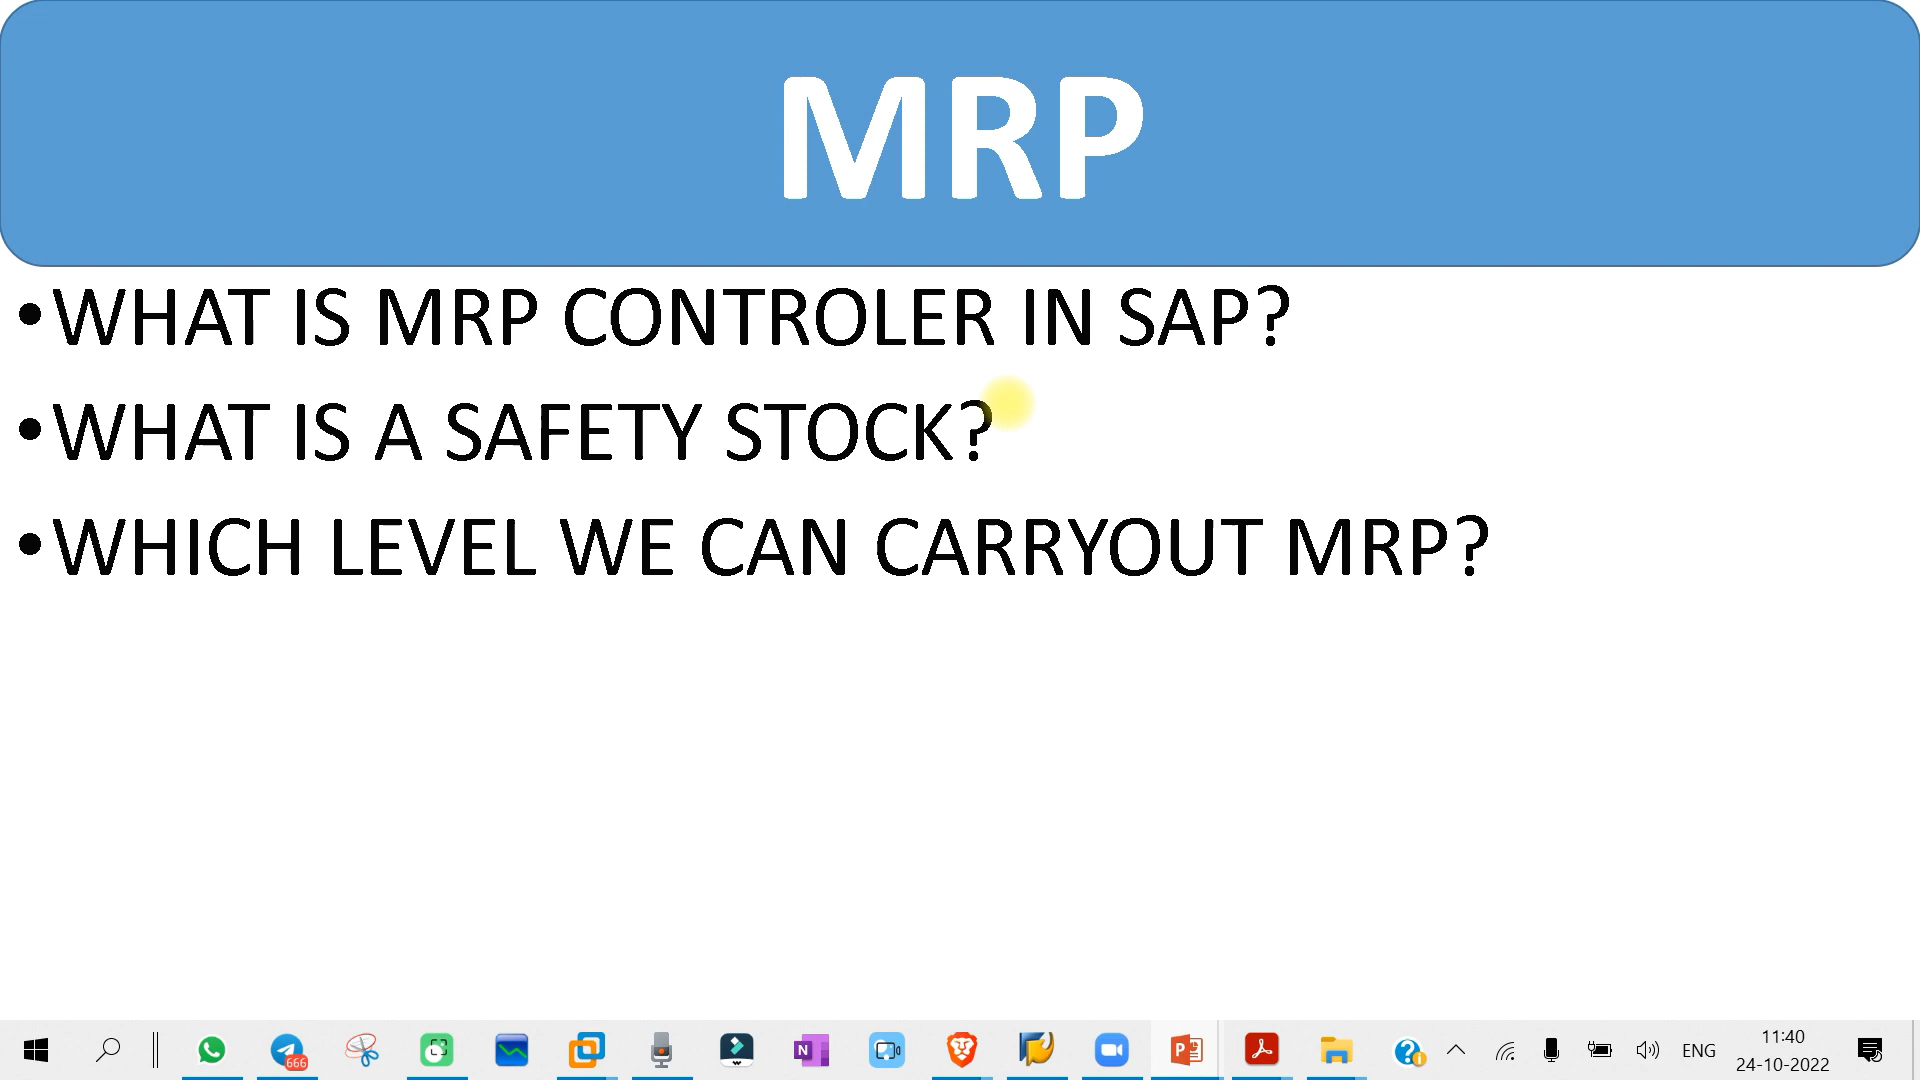 MRP
•WHAT IS MRP CONTROLER IN SAP?
•WHAT IS A SAFETY STOCK?
•WHICH LEVEL WE CAN CARRYOUT MRP?
666
N
P
ENG
11:40
24-10-2022